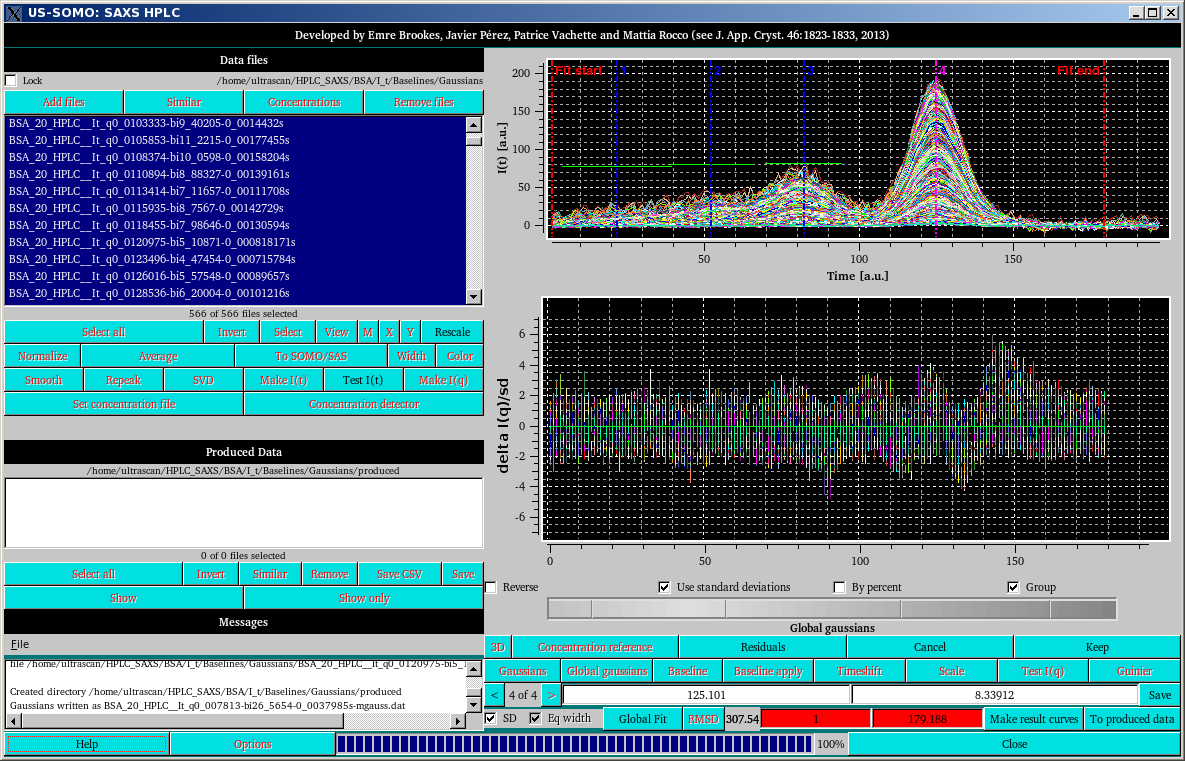 US-SOMO: SAXS HPLC
Developed by Emre Brookes, Javier Pérez, Patrice Vachette and Mattia Rocco (see J. App. Cryst. 46:1823-1833, 2013)
Data files
Lock /home/ultrascan/HPLC_SAXS/BSA/I_t/Baselines/Gaussians
Add files Similar Concentrations Remove files
BSA_20_HPLC__It_q0_0103333-bi9_40205-0_0014432s
BSA_20_HPLC__It_q0_0105853-bi11_2215-0_00177455s
BSA_20_HPLC__It_q0_0108374-bi10_0598-0_00158204s
BSA_20_HPLC__It_q0_0110894-bi8_88327-0_00139161s
BSA_20_HPLC__It_q0_0113414-bi7_11657-0_00111708s
BSA_20_HPLC__It_q0_0115935-bi8_7567-0_00142729s
BSA_20_HPLC__It_q0_0118455-bi7_98646-0_00130594s
BSA_20_HPLC__It_q0_0120975-bi5_10871-0_000818171s
BSA_20_HPLC__It_q0_0123496-bi4_47454-0_000715784s
BSA_20_HPLC__It_q0_0126016-bi5_57548-0_00089657s
BSA_20_HPLC__It_q0_0128536-bi6_20004-0_00101216s
566 of 566 files selected
Select all Invert Select View M X Y Rescale
Normalize Average To SOMO/SAS Width Color
Smooth Repeak SVD Make I(t) Test I(t) Make I(q)
Set concentration file Concentration detector
Produced Data
/home/ultrascan/HPLC_SAXS/BSA/I_t/Baselines/Gaussians/produced
0 of 0 files selected
Select all Invert Similar Remove Save CSV Save
Show Show only
Messages
File
file /home/ultrascan/HPLC_SAXS/BSA/I_t/Baselines/Gaussians/BSA_20_HPLC__It_q0_0120975-bi5_
Created directory /home/ultrascan/HPLC_SAXS/BSA/I_t/Baselines/Gaussians/produced
Gaussians written as BSA_20_HPLC__It_q0_007813-bi26_5654-0_0037985s-mgauss.dat
Help Options 100% Close
Fit start 1 2 3 4 Fit end
I(t) [a.u.]
200
150
100
50
0
50 100 150
Time [a.u.]
delta I(q)/sd
6
4
2
0
-2
-4
-6
0 50 100 150
Reverse Use standard deviations By percent Group
Global gaussians
3D Concentration reference Residuals Cancel Keep
Gaussians Global gaussians Baseline Baseline apply Timeshift Scale Test I(q) Guinier
< 4 of 4 > 125.101 8.33912 Save
SD Eq width Global Fit RMSD 307.54 1 179.188 Make result curves To produced data